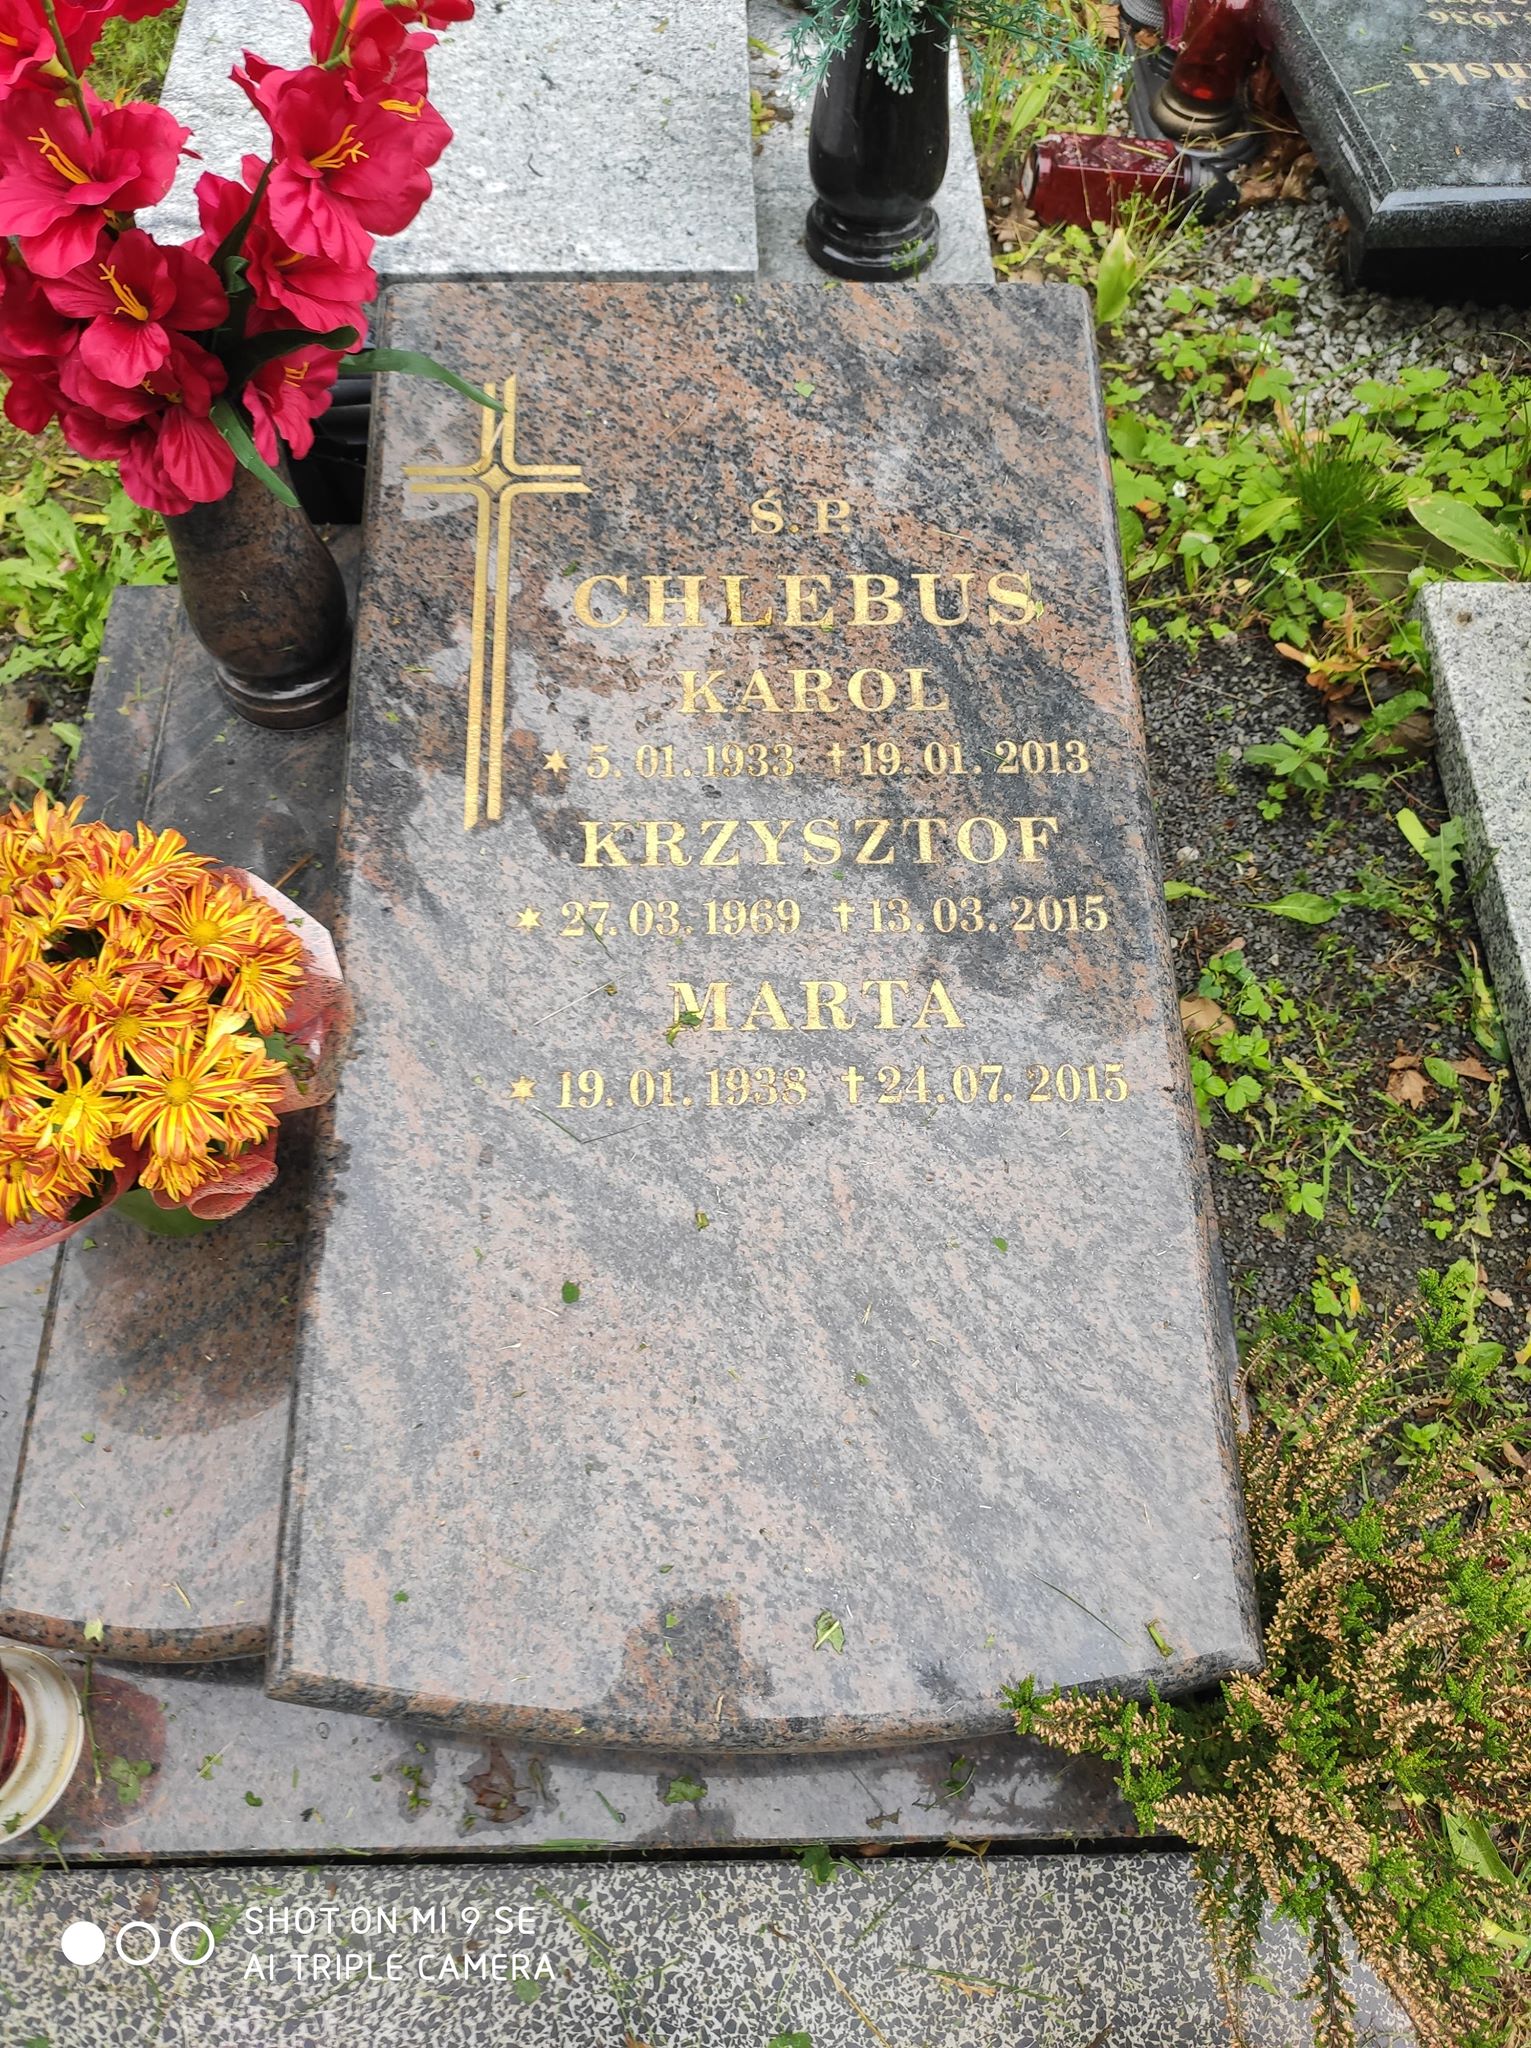 Ś.P.
CHLEBUS
KAROL
★ 5.01.1933 ✝ 19.01.2013
KRZYSZTOF
★ 27.03.1969 ✝ 13.03.2015
MARTA
★ 19.01.1938 ✝ 24.07.2015
SHOT ON MI 9 SE
AI TRIPLE CAMERA